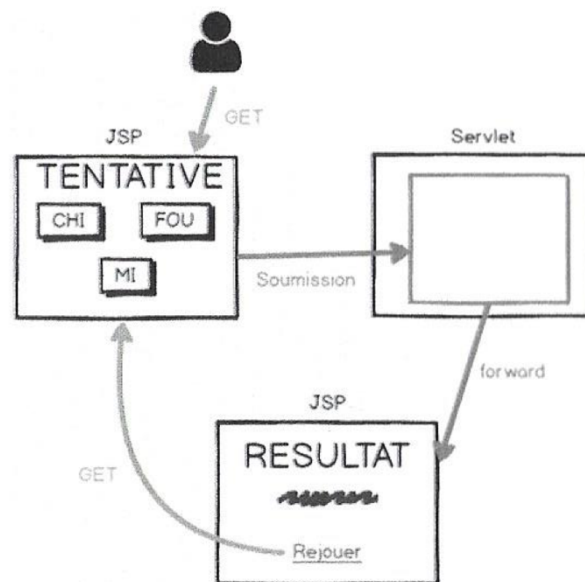 GET
JSP
TENTATIVE
CHI
FOU
MI
Soumission
Servlet
forward
JSP
RESULTAT
Rejouer
GET